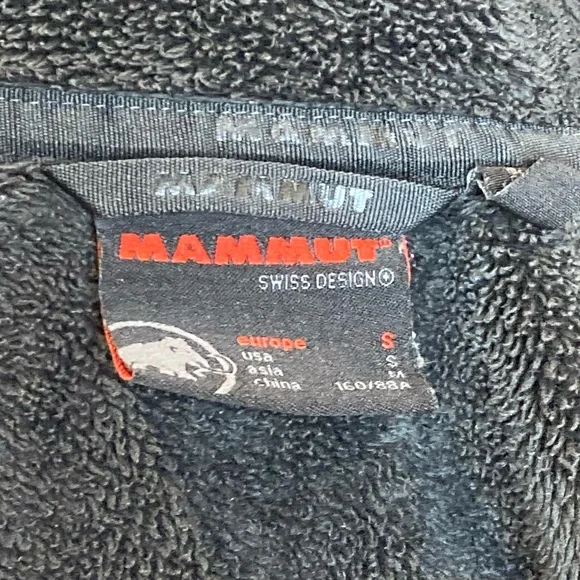 MAMMUT
MAMMUT
MAMMUT
SWISS DESIGN
europe S
usa S
asia M
china 160/88A